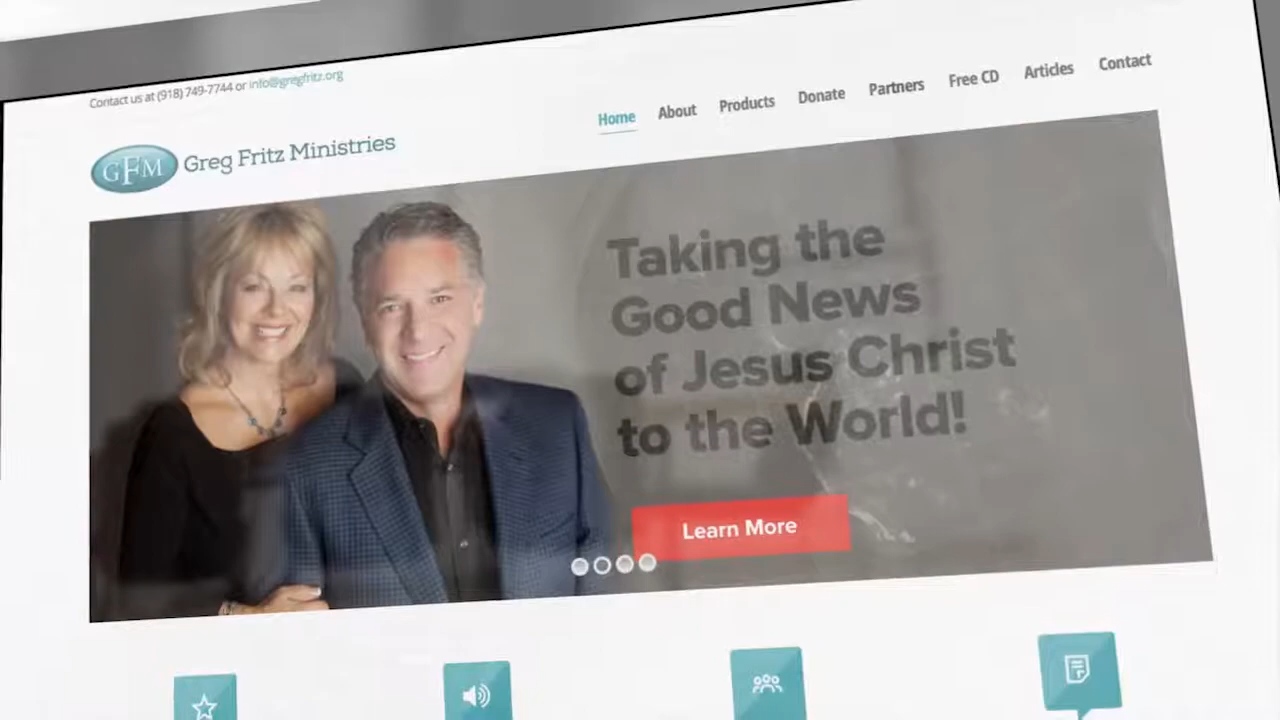 Contact us at (918) 749-7744 or info@gregfritz.org
GFM Greg Fritz Ministries
Home About Products Donate Partners Free CD Articles Contact
Taking the
Good News
of Jesus Christ
to the World!
Learn More